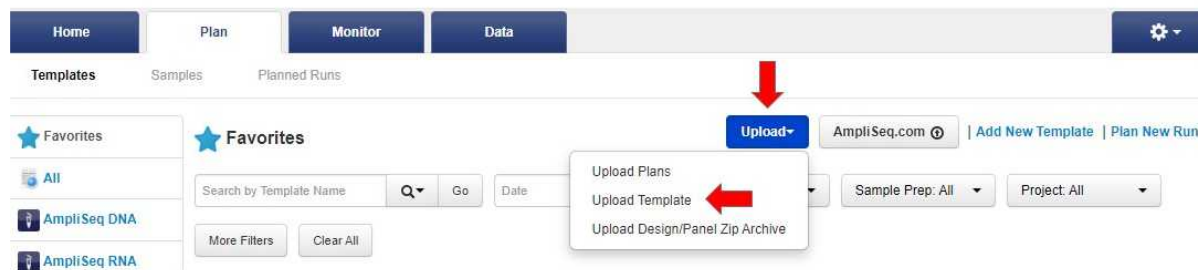 Home Plan Monitor Data
Templates Samples Planned Runs
Favorites
All
AmpliSeq DNA
AmpliSeq RNA
Favorites
Upload AmpliSeq.com | Add New Template | Plan New Run
Upload Plans
Upload Template
Upload Design/Panel Zip Archive
Search by Template Name Go Date Sample Prep: All Project: All
More Filters Clear All